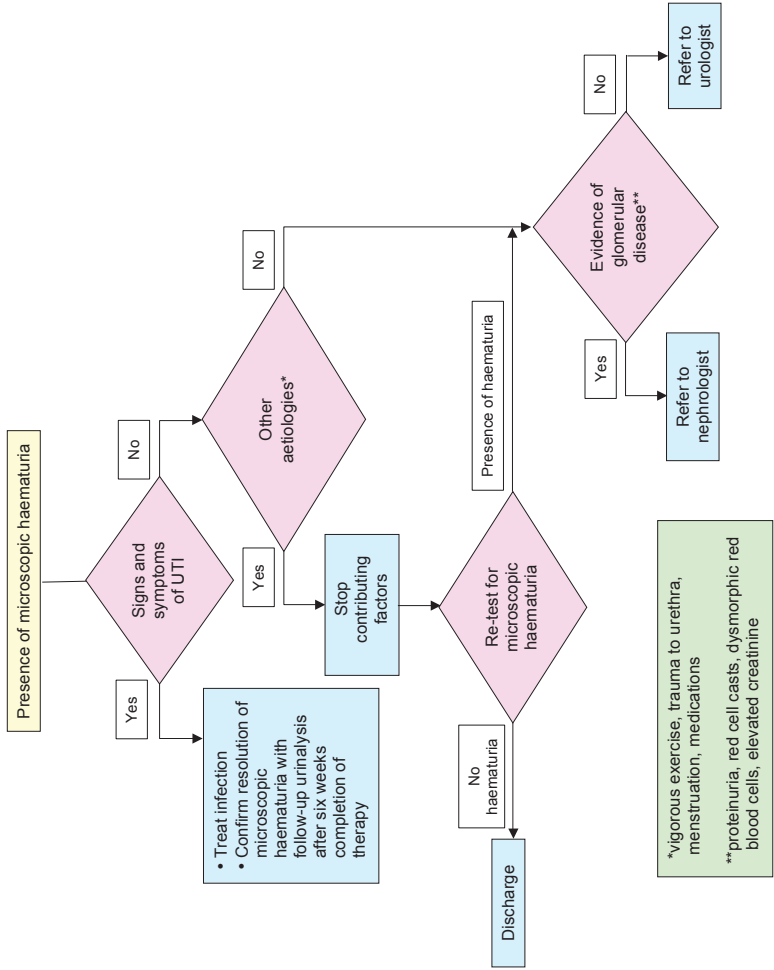 Presence of microscopic haematuria
Signs and
symptoms
of UTI
Yes
No
• Treat infection
• Confirm resolution of
microscopic
haematuria with
follow-up urinalysis
after six weeks
completion of
therapy
Other
aetiologies*
Yes
No
Stop
contributing
factors
Re-test for
microscopic
haematuria
No
haematuria
Presence of haematuria
Discharge
Evidence of
glomerular
disease**
Yes
No
Refer to
nephrologist
Refer to
urologist
*vigorous exercise, trauma to urethra,
menstruation, medications
**proteinuria, red cell casts, dysmorphic red
blood cells, elevated creatinine